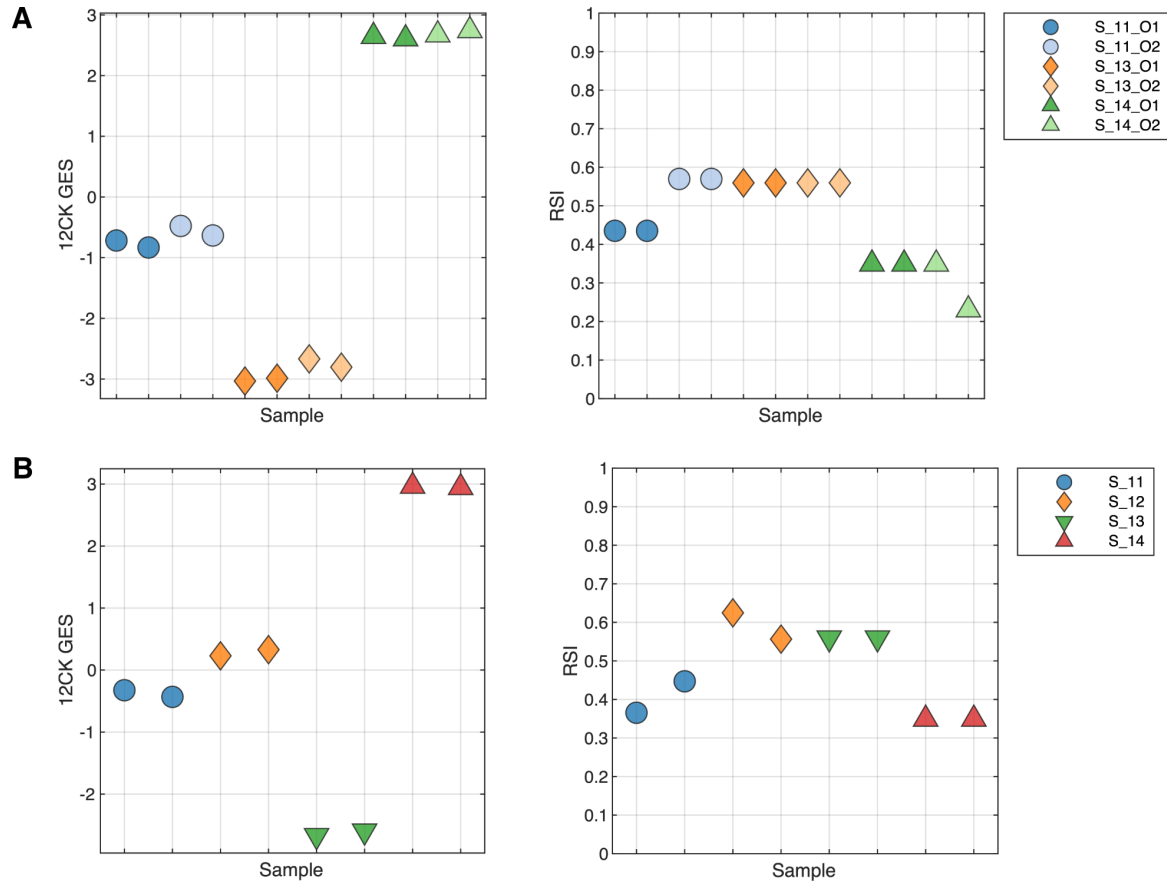 A
3
2
1
0
-1
-2
-3
12CK GES
Sample
1
0.9
0.8
0.7
0.6
0.5
0.4
0.3
0.2
0.1
0
RSI
Sample
S_11_O1
S_11_O2
S_13_O1
S_13_O2
S_14_O1
S_14_O2
B
3
2
1
0
-1
-2
12CK GES
Sample
1
0.9
0.8
0.7
0.6
0.5
0.4
0.3
0.2
0.1
0
RSI
Sample
S_11
S_12
S_13
S_14